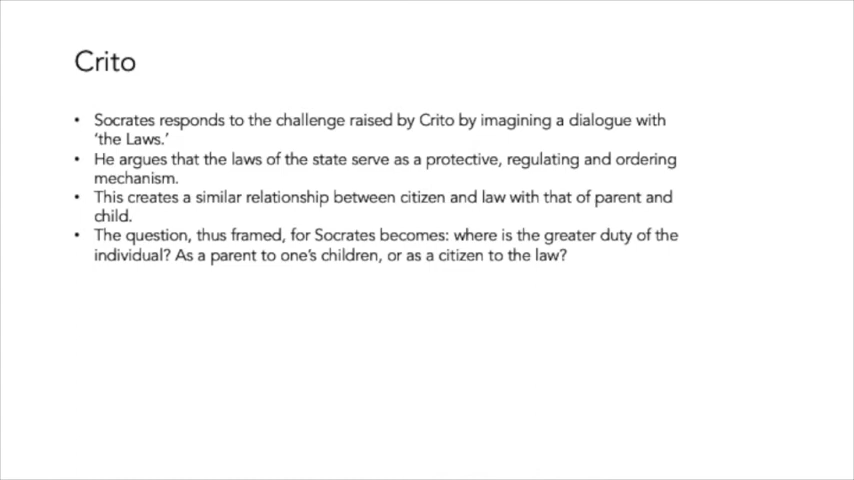 Crito
• Socrates responds to the challenge raised by Crito by imagining a dialogue with
‘the Laws.’
• He argues that the laws of the state serve as a protective, regulating and ordering
mechanism.
• This creates a similar relationship between citizen and law with that of parent and
child.
• The question, thus framed, for Socrates becomes: where is the greater duty of the
individual? As a parent to one’s children, or as a citizen to the law?